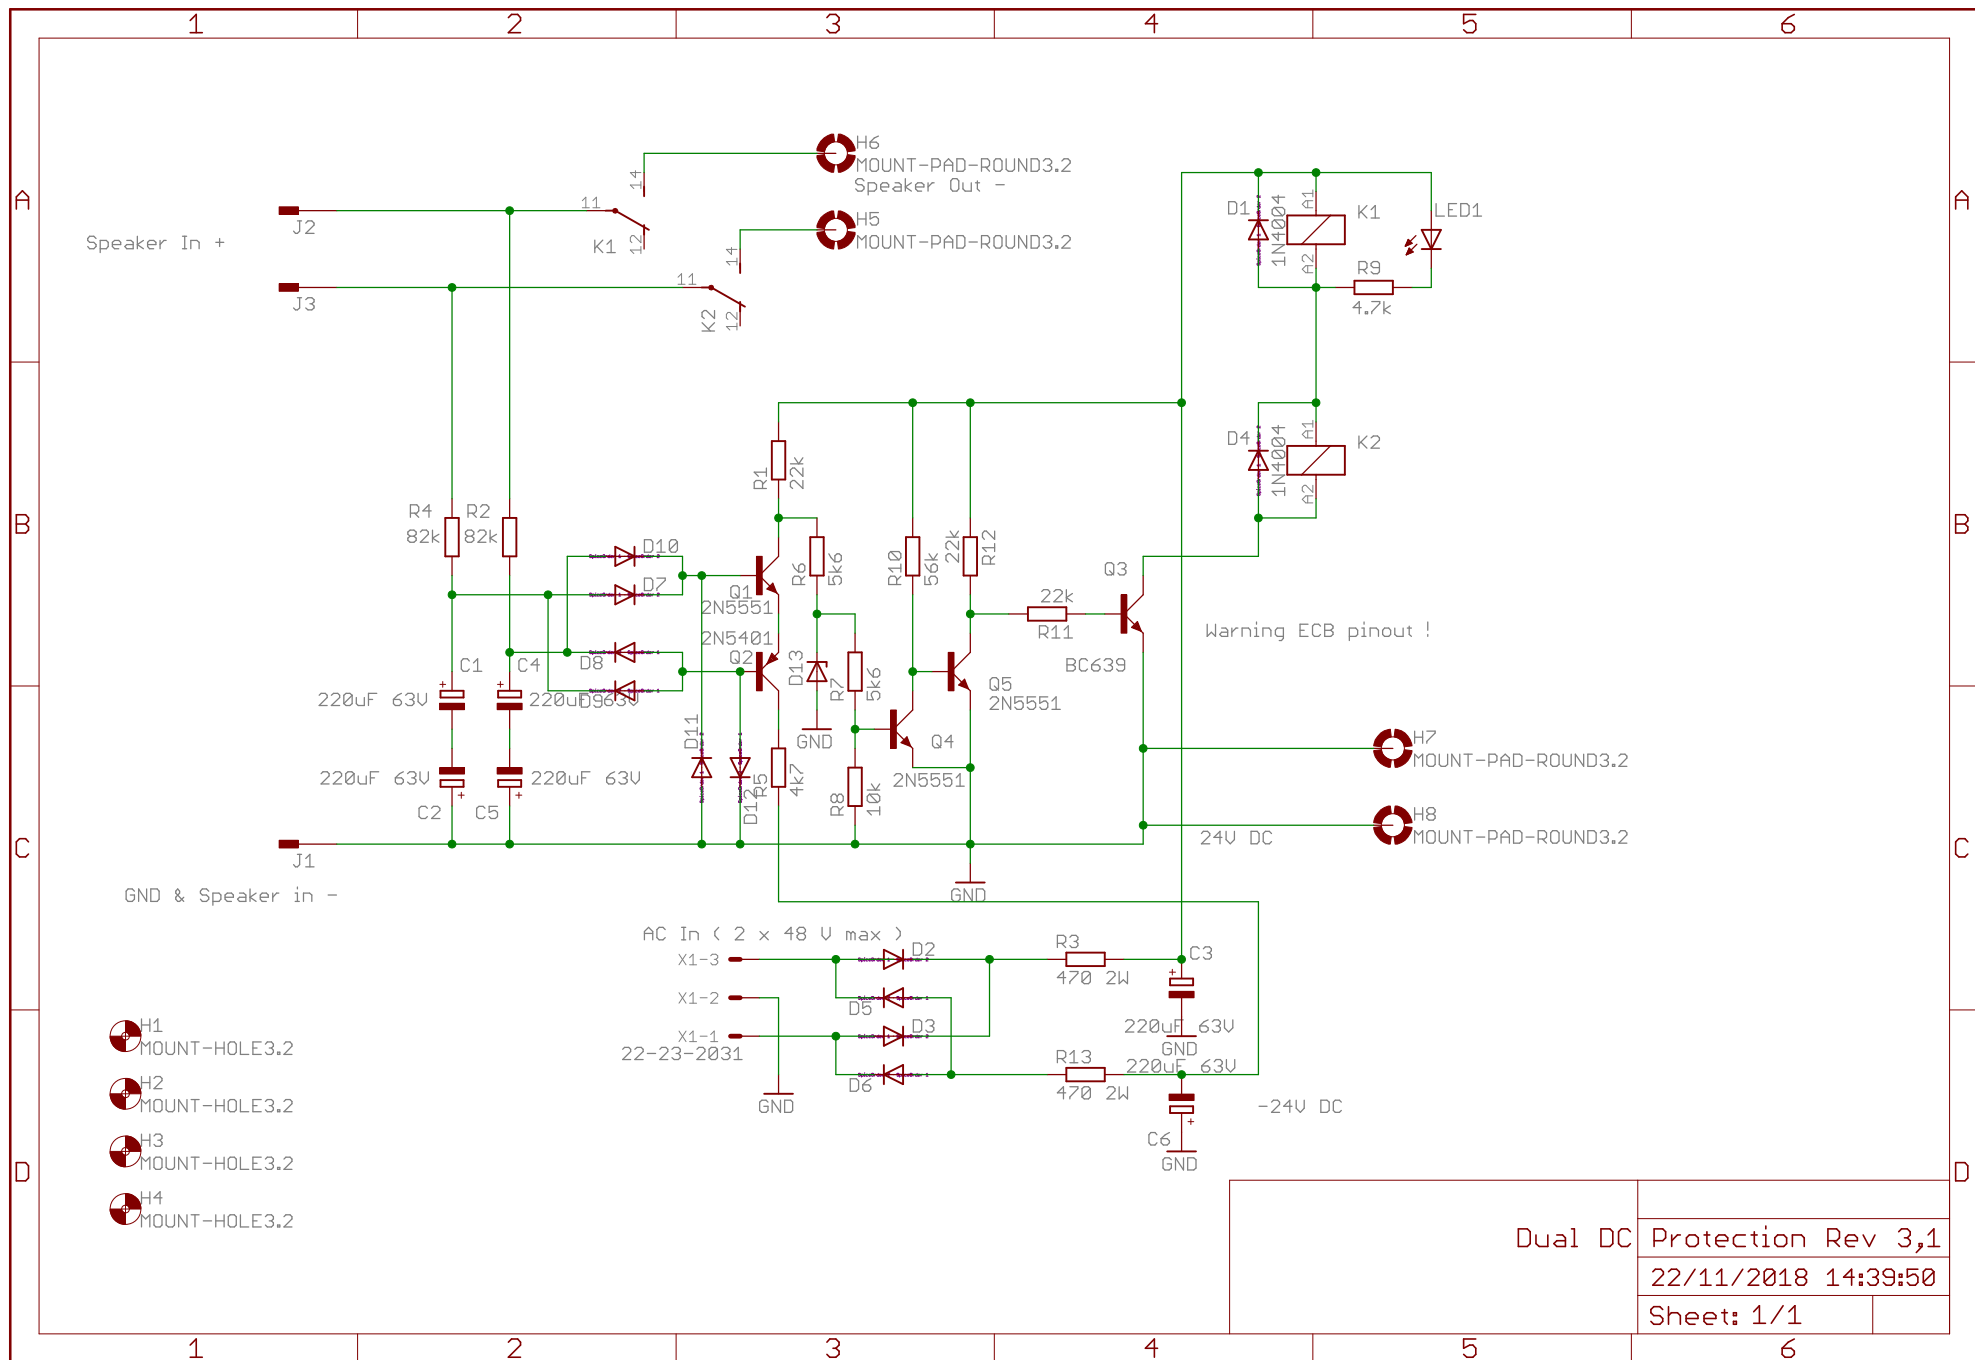 1 2 3 4 5 6
A A
H6
MOUNT-PAD-ROUND3.2
Speaker Out -
H5
MOUNT-PAD-ROUND3.2
J2
Speaker In +
J3
11
14
12
K1
11
14
12
K2
D1
1N4004
A1
A2
K1
LED1
R9
4.7k
D4
1N4004
A1
A2
K2
B B
R4
82k
R2
82k
R1
22k
D10
D7
D8
D9
Q1
2N5551
2N5401
Q2
R6
5k6
D13
GND
R7
5k6
R10
56k
22k
R12
Q5
2N5551
Q4
2N5551
22k
R11
Q3
BC639
Warning ECB pinout !
C1
220uF 63V
C4
220uF 63V
220uF 63V
C2
220uF 63V
C5
D11
D12
R5
4k7
R8
10k
H7
MOUNT-PAD-ROUND3.2
H8
MOUNT-PAD-ROUND3.2
24V DC
C C
J1
GND & Speaker in -
GND
AC In ( 2 x 48 V max )
X1-3
X1-2
X1-1
22-23-2031
GND
D2
D5
D3
D6
R3
470 2W
C3
220uF 63V
GND
R13
470 2W
220uF 63V
-24V DC
C6
GND
H1
MOUNT-HOLE3.2
H2
MOUNT-HOLE3.2
H3
MOUNT-HOLE3.2
H4
MOUNT-HOLE3.2
D D
Dual DC Protection Rev 3,1
22/11/2018 14:39:50
Sheet: 1/1
1 2 3 4 5 6